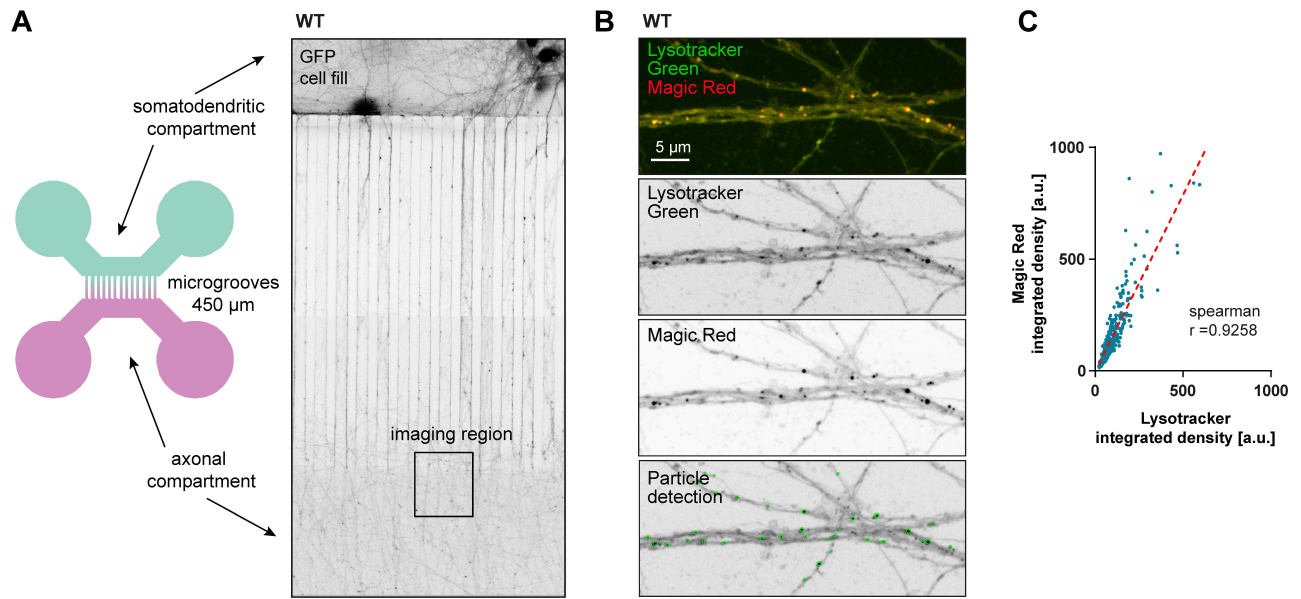 A
WT
GFP
cell fill
somatodendritic
compartment
microgrooves
450 µm
imaging region
axonal
compartment
B
WT
Lysotracker
Green
Magic Red
5 µm
Lysotracker
Green
Magic Red
Particle
detection
C
1000
500
0
Magic Red
integrated density [a.u.]
spearman
r =0.9258
0
500
1000
Lysotracker
integrated density [a.u.]